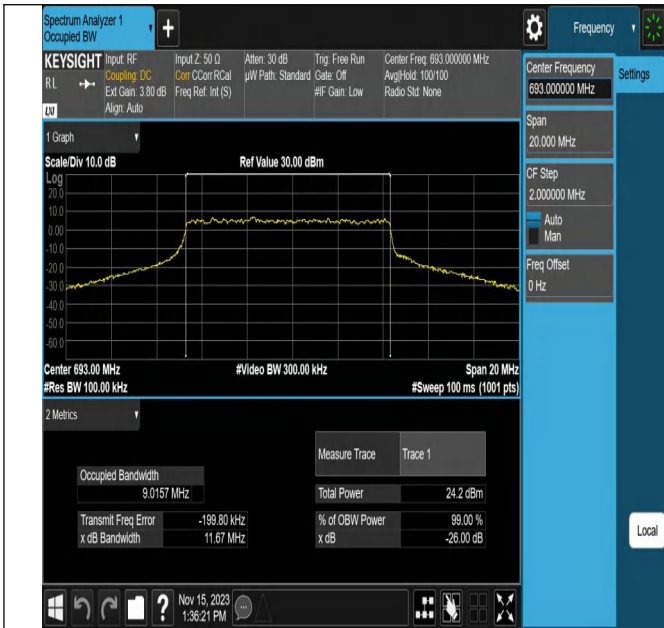 Spectrum Analyzer 1
Occupied BW
Frequency
KEYSIGHT
RL
LXI
Input: RF
Coupling: DC
Ext Gain: 3.80 dB
Align: Auto
Input Z: 50 Ω
Corr CCorr RCal
Freq Ref: Int (S)
Atten: 30 dB
µW Path: Standard
Trig: Free Run
Gate: Off
#IF Gain: Low
Center Freq: 693.000000 MHz
Avg|Hold: 100/100
Radio Std: None
Center Frequency
693.000000 MHz
Settings
Span
20.000 MHz
CF Step
2.000000 MHz
Auto
Man
Freq Offset
0 Hz
1 Graph
Scale/Div 10.0 dB
Ref Value 30.00 dBm
Log
20.0
10.0
0.00
-10.0
-20.0
-30.0
-40.0
-50.0
-60.0
Center 693.00 MHz
#Video BW 300.00 kHz
Span 20 MHz
#Res BW 100.00 kHz
#Sweep 100 ms (1001 pts)
2 Metrics
Measure Trace
Trace 1
Occupied Bandwidth
9.0157 MHz
Total Power
24.2 dBm
Transmit Freq Error
-199.80 kHz
% of OBW Power
99.00 %
x dB Bandwidth
11.67 MHz
x dB
-26.00 dB
Local
?
Nov 15, 2023
1:36:21 PM